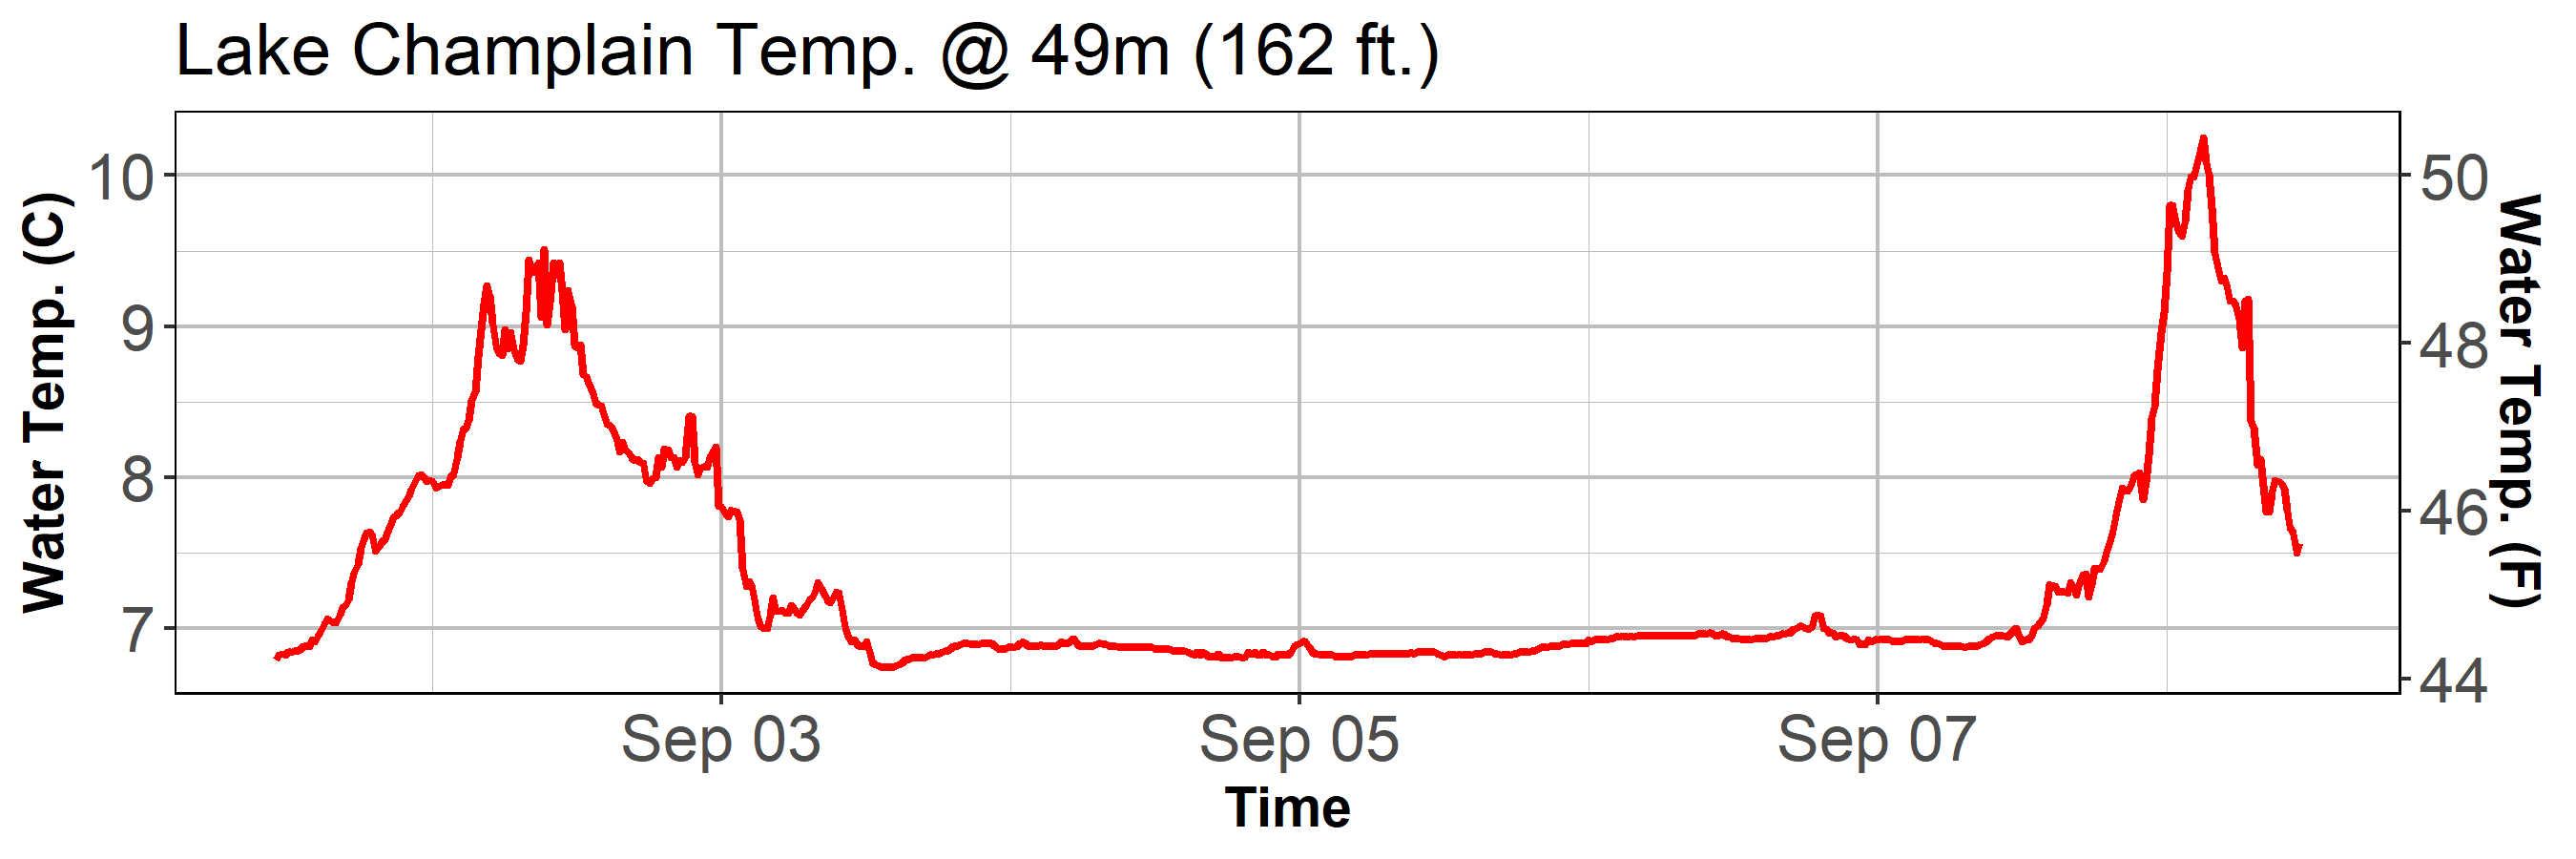 Lake Champlain Temp. @ 49m (162 ft.)
Water Temp. (C)
10
9
8
7
50
48
46
44
Water Temp. (F)
Sep 03
Sep 05
Sep 07
Time